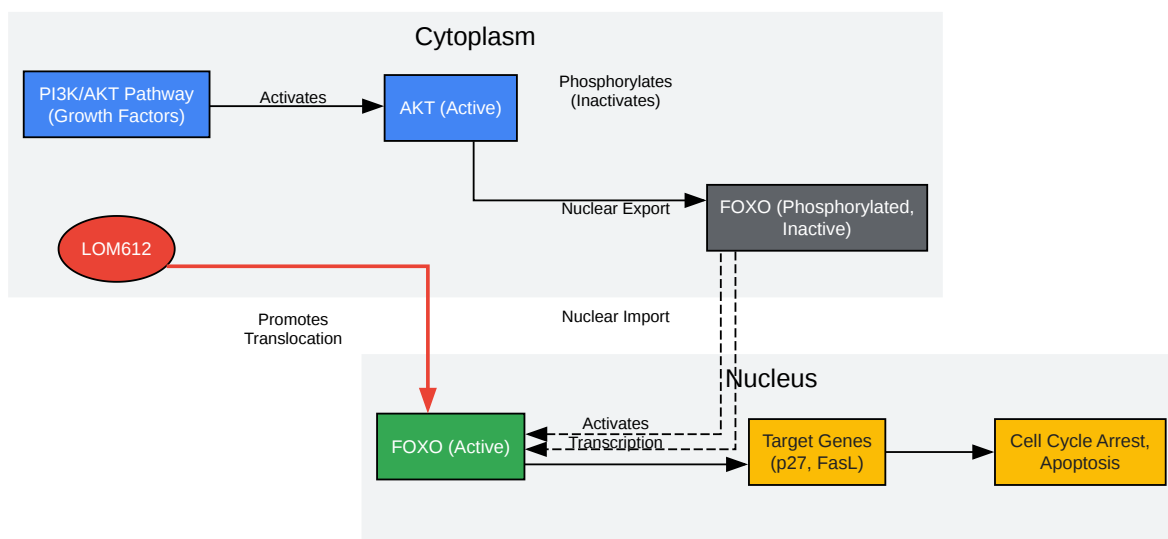 Cytoplasm
PI3K/AKT Pathway
(Growth Factors)
Activates
AKT (Active)
Phosphorylates
(Inactivates)
Nuclear Export
FOXO (Phosphorylated,
Inactive)
LOM612
Promotes
Translocation
Nuclear Import
Nucleus
FOXO (Active)
Activates
Transcription
Target Genes
(p27, FasL)
Cell Cycle Arrest,
Apoptosis